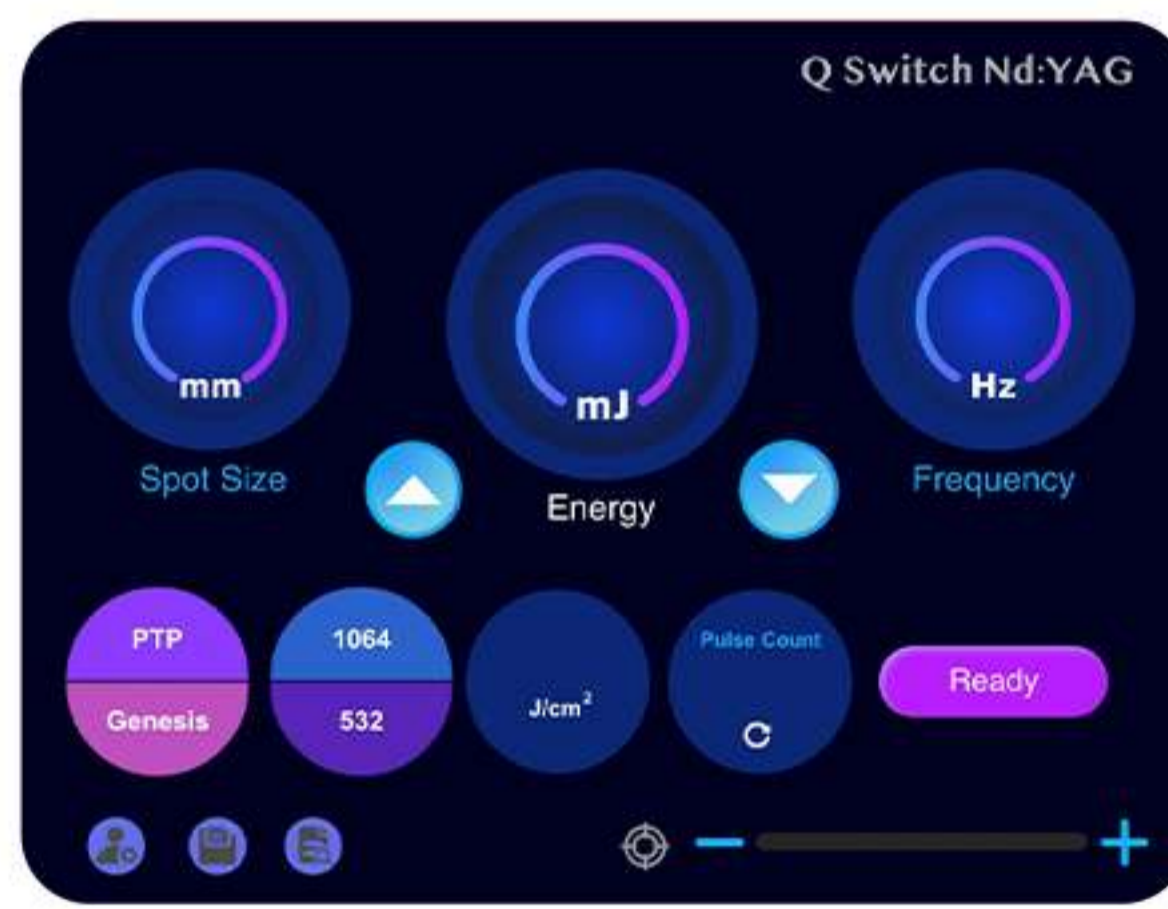 Q Switch Nd:YAG
mm
mJ
Hz
Spot Size
Energy
Frequency
PTP
Genesis
1064
532
J/cm²
Pulse Count
Ready